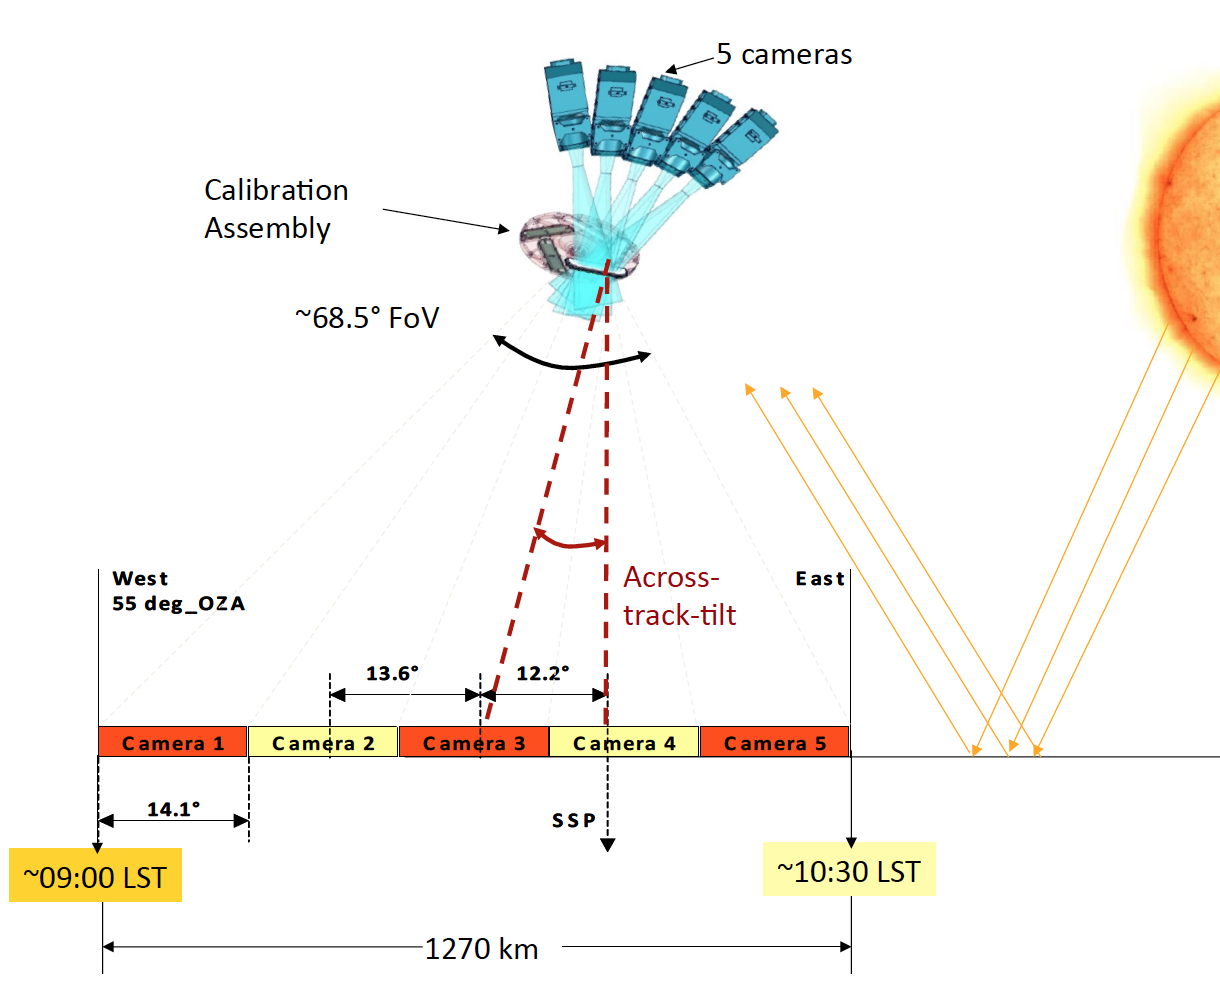 5 cameras
Calibration
Assembly
~68.5° FoV
Across-
track-tilt
West
55 deg_OZA
East
13.6°
12.2°
Camera 1
Camera 2
Camera 3
Camera 4
Camera 5
14.1°
SSP
~09:00 LST
~10:30 LST
1270 km